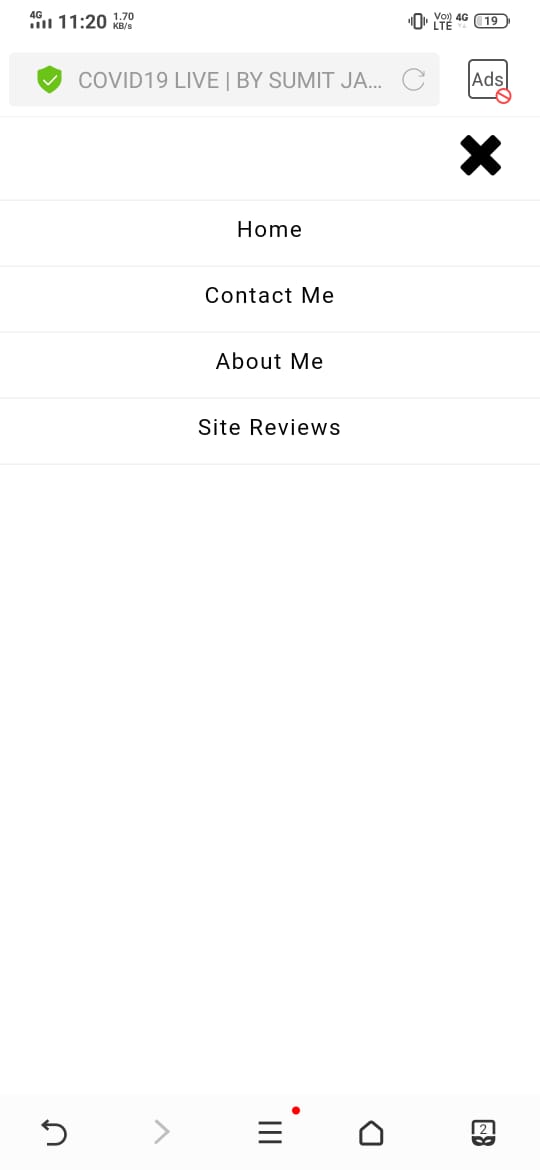 4G 11:20 1.70 KB/s Vo)) LTE 4G 19
COVID19 LIVE | BY SUMIT JA... Ads
Home
Contact Me
About Me
Site Reviews
2